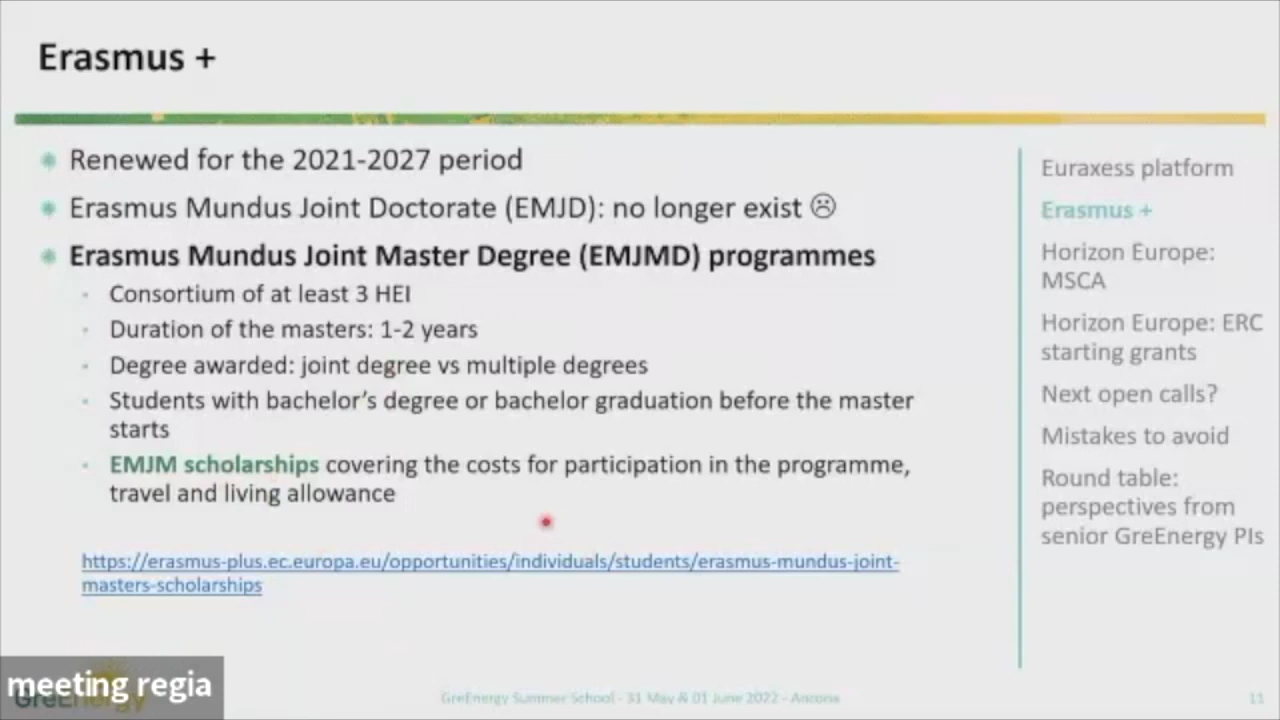 Erasmus +
Renewed for the 2021-2027 period
Erasmus Mundus Joint Doctorate (EMJD): no longer exist ☹
Erasmus Mundus Joint Master Degree (EMJMD) programmes
Consortium of at least 3 HEI
Duration of the masters: 1-2 years
Degree awarded: joint degree vs multiple degrees
Students with bachelor's degree or bachelor graduation before the master
starts
EMJM scholarships covering the costs for participation in the programme,
travel and living allowance
https://erasmus-plus.ec.europa.eu/opportunities/individuals/students/erasmus-mundus-joint-
masters-scholarships
Euraxess platform
Erasmus +
Horizon Europe:
MSCA
Horizon Europe: ERC
starting grants
Next open calls?
Mistakes to avoid
Round table:
perspectives from
senior GreEnergy PIs
meeting regia
GreEnergy
GreEnergy Summer School - 31 May & 01 June 2022 - Ancona
11